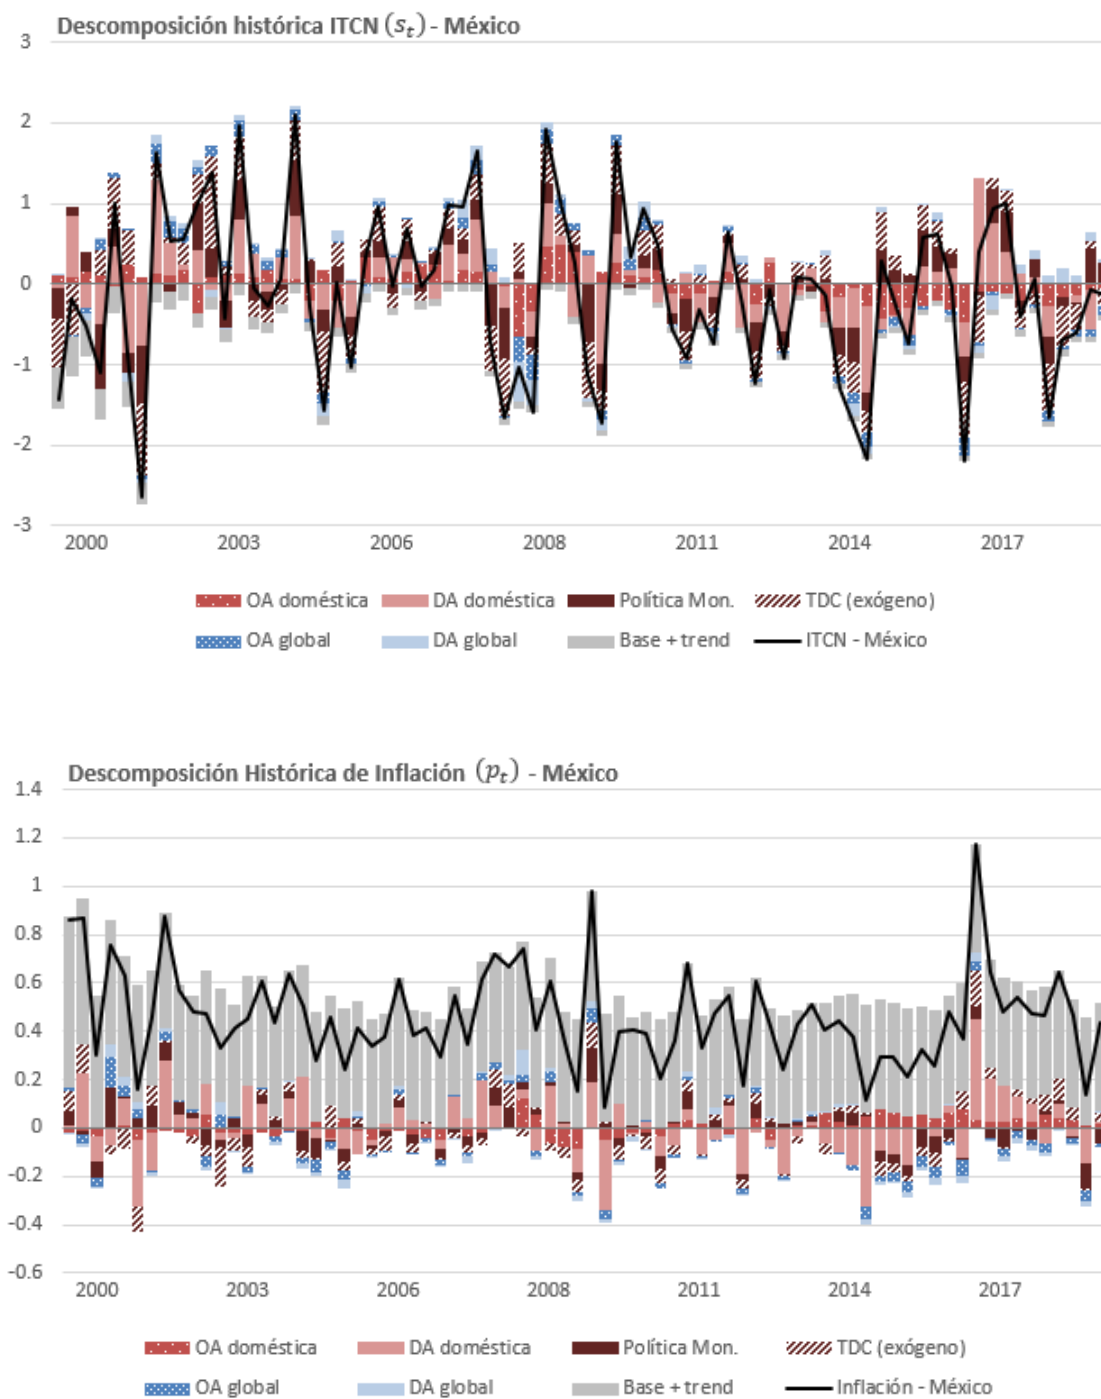 Descomposición histórica ITCN (s_t) - México
3
2
1
0
-1
-2
-3
2000 2003 2006 2008 2011 2014 2017
OA doméstica DA doméstica Política Mon. TDC (exógeno)
OA global DA global Base + trend ITCN - México
Descomposición Histórica de Inflación (p_t) - México
1.4
1.2
1
0.8
0.6
0.4
0.2
0
-0.2
-0.4
-0.6
2000 2003 2006 2008 2011 2014 2017
OA doméstica DA doméstica Política Mon. TDC (exógeno)
OA global DA global Base + trend Inflación - México